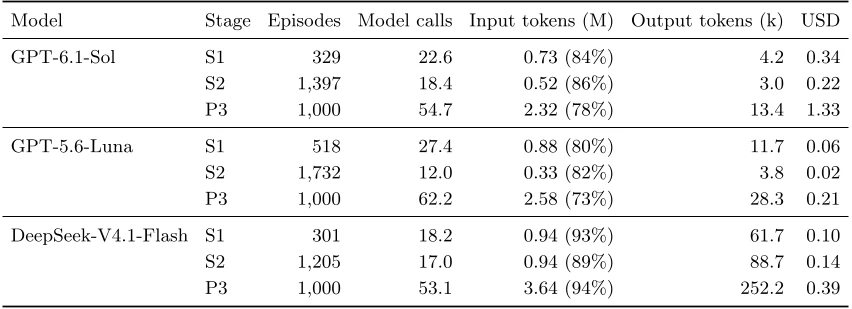 Model Stage Episodes Model calls Input tokens (M) Output tokens (k) USD
GPT-6.1-Sol S1 329 22.6 0.73 (84%) 4.2 0.34
S2 1,397 18.4 0.52 (86%) 3.0 0.22
P3 1,000 54.7 2.32 (78%) 13.4 1.33
GPT-5.6-Luna S1 518 27.4 0.88 (80%) 11.7 0.06
S2 1,732 12.0 0.33 (82%) 3.8 0.02
P3 1,000 62.2 2.58 (73%) 28.3 0.21
DeepSeek-V4.1-Flash S1 301 18.2 0.94 (93%) 61.7 0.10
S2 1,205 17.0 0.94 (89%) 88.7 0.14
P3 1,000 53.1 3.64 (94%) 252.2 0.39